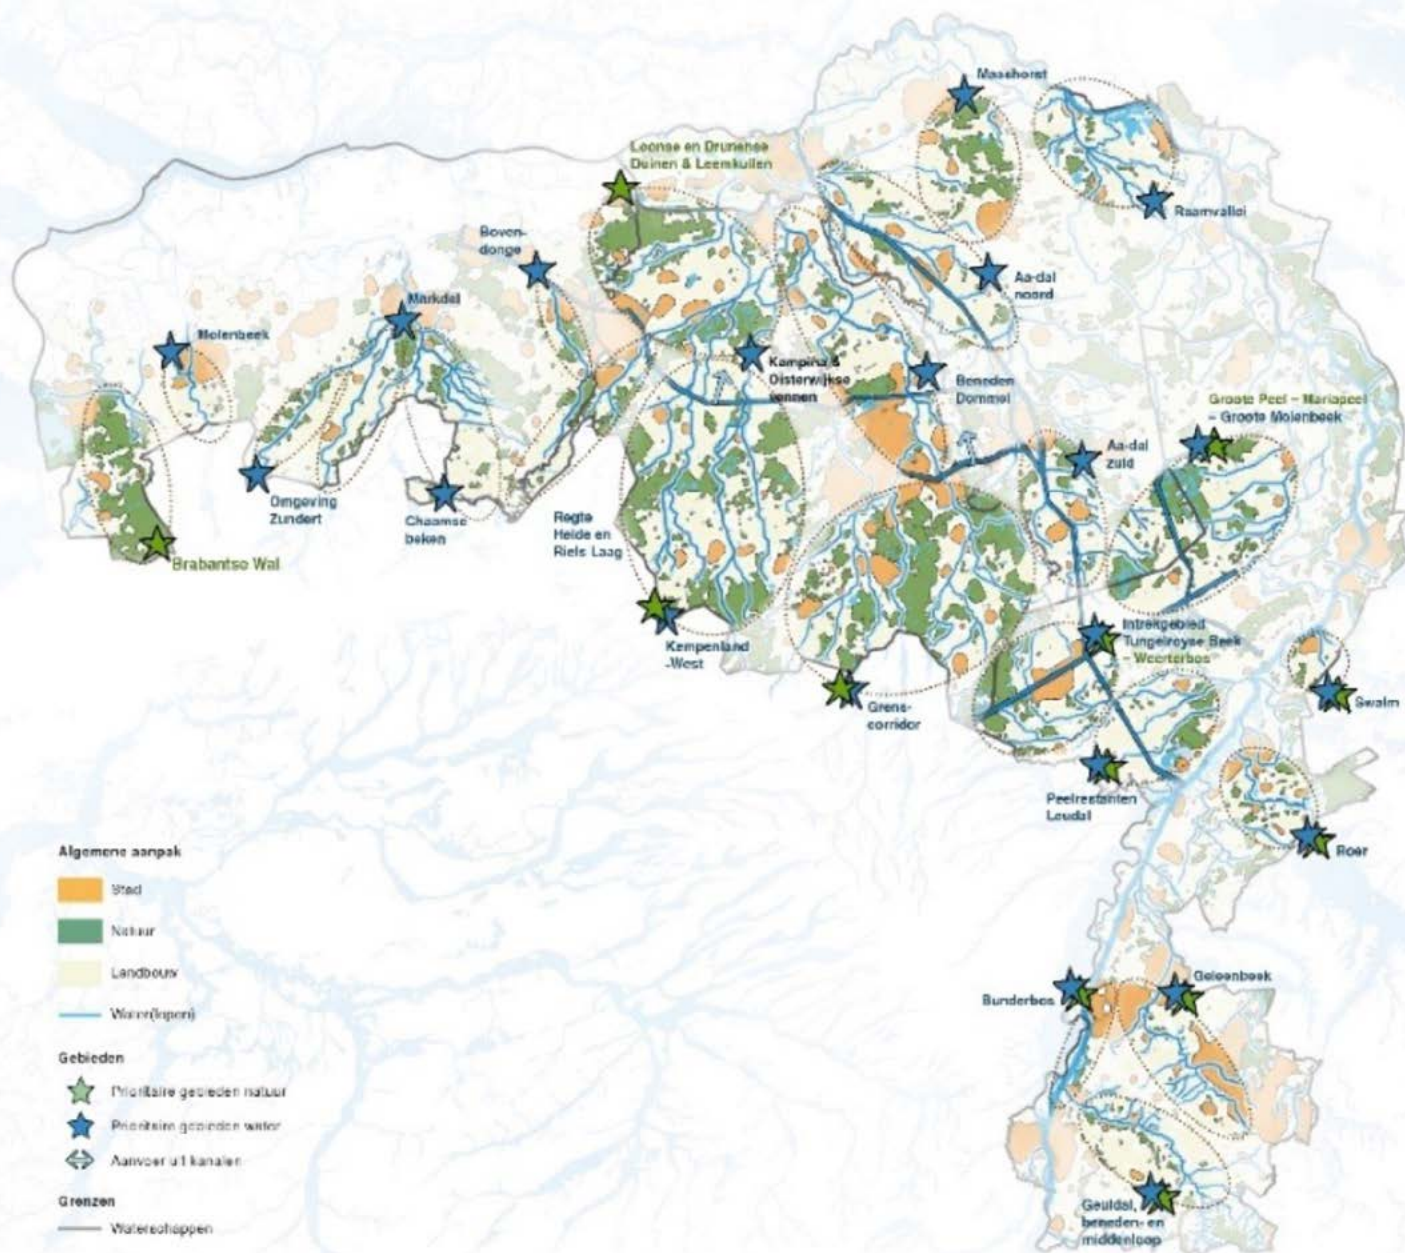 Maashorst
Loonse en Drunense
Duinen & Leemkuilen
Raamvallei
Boven-
donge
Aa-dal
noord
Markdal
Molenbeek
Kampina &
Oisterwijkse
vennen
Beneden
Dommel
Groote Peel – Mariapeel
– Groote Molenbeek
Aa-dal
zuid
Omgeving
Zundert
Chaamse
beken
Regte
Heide en
Riels Laag
Brabantse Wal
Kempenland
-West
Intrekgebied
Tungelroyse Beek
– Weerterbos
Grens-
corridor
Swalm
Peelrestanten
Leudal
Roer
Algemene aanpak
Stad
Natuur
Landbouw
Water(lopen)
Gebieden
Prioritaire gebieden natuur
Prioritaire gebieden water
Aanvoer uit kanalen
Grenzen
Waterschappen
Bunderbos
Geleenbeek
Geuldal,
beneden- en
middenloop